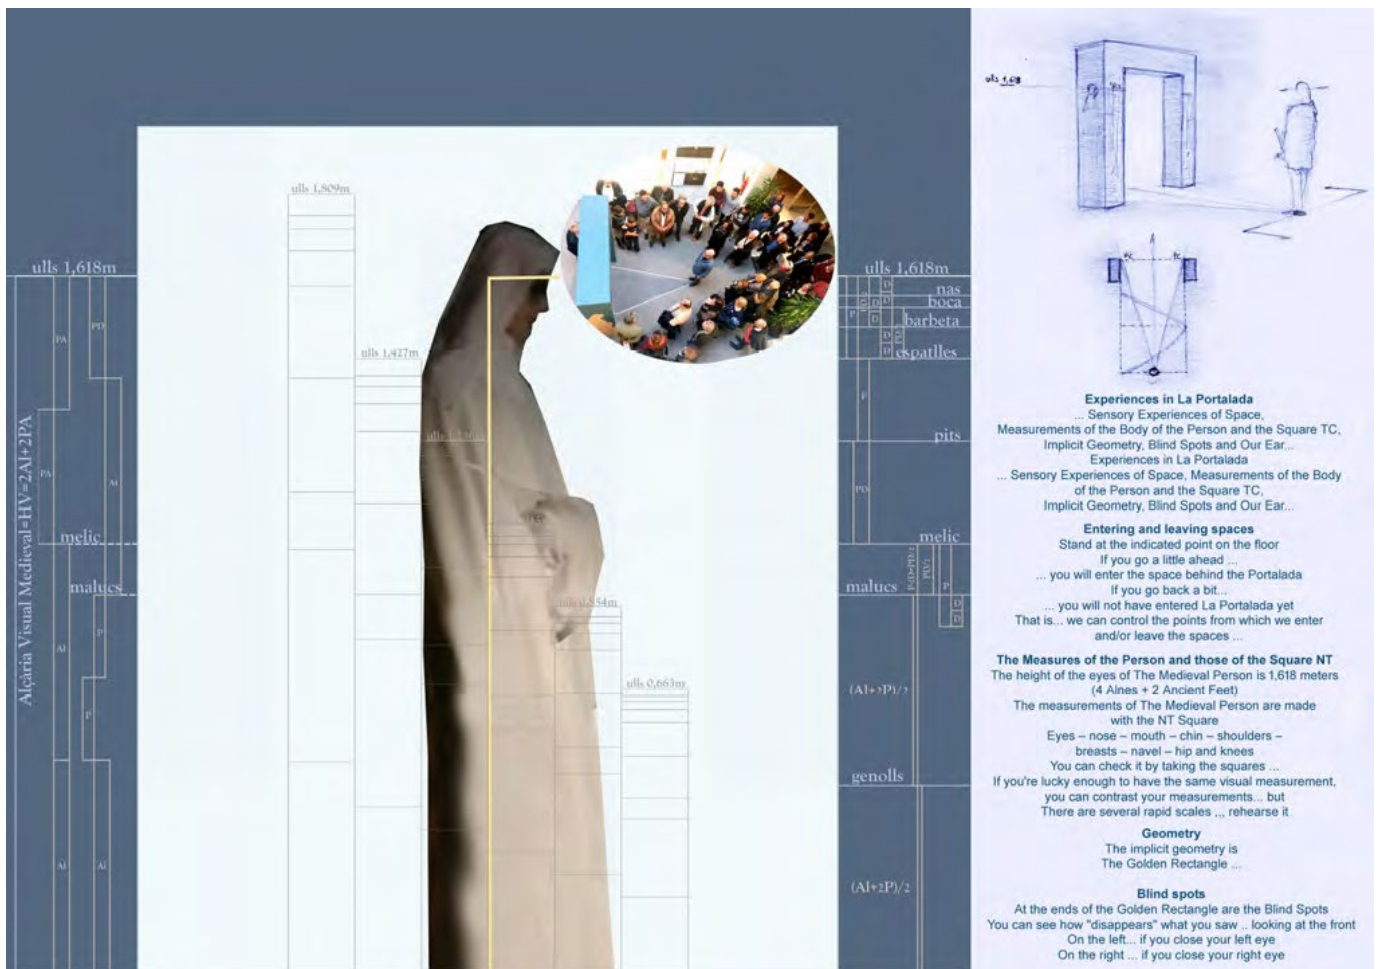 ulls 1,809m
ulls 1,618m
PA
PD
ulls 1,427m
PA
Al
Alçària Visual Medieval=HV=2Al+2PA
melic
malucs
P
Al
P
Al
Al
ulls 0,663m
ulls 1,618m
D
nas
D
D
boca
P
D
barbeta
D
D
espatlles
P
pits
PD
melic
malucs
PD/2
P
D
D
(Al+2P)/2
genolls
(Al+2P)/2
ulls 1,618
Experiences in La Portalada
... Sensory Experiences of Space,
Measurements of the Body of the Person and the Square TC,
Implicit Geometry, Blind Spots and Our Ear...
Experiences in La Portalada
... Sensory Experiences of Space, Measurements of the Body
of the Person and the Square TC,
Implicit Geometry, Blind Spots and Our Ear...
Entering and leaving spaces
Stand at the indicated point on the floor
If you go a little ahead ...
... you will enter the space behind the Portalada
If you go back a bit...
... you will not have entered La Portalada yet
That is... we can control the points from which we enter
and/or leave the spaces ...
The Measures of the Person and those of the Square NT
The height of the eyes of The Medieval Person is 1,618 meters
(4 Alnes + 2 Ancient Feet)
The measurements of The Medieval Person are made
with the NT Square
Eyes – nose – mouth – chin – shoulders –
breasts – navel – hip and knees
You can check it by taking the squares ...
If you're lucky enough to have the same visual measurement,
you can contrast your measurements... but
There are several rapid scales ... rehearse it
Geometry
The implicit geometry is
The Golden Rectangle ...
Blind spots
At the ends of the Golden Rectangle are the Blind Spots
You can see how "disappears" what you saw .. looking at the front
On the left... if you close your left eye
On the right ... if you close your right eye